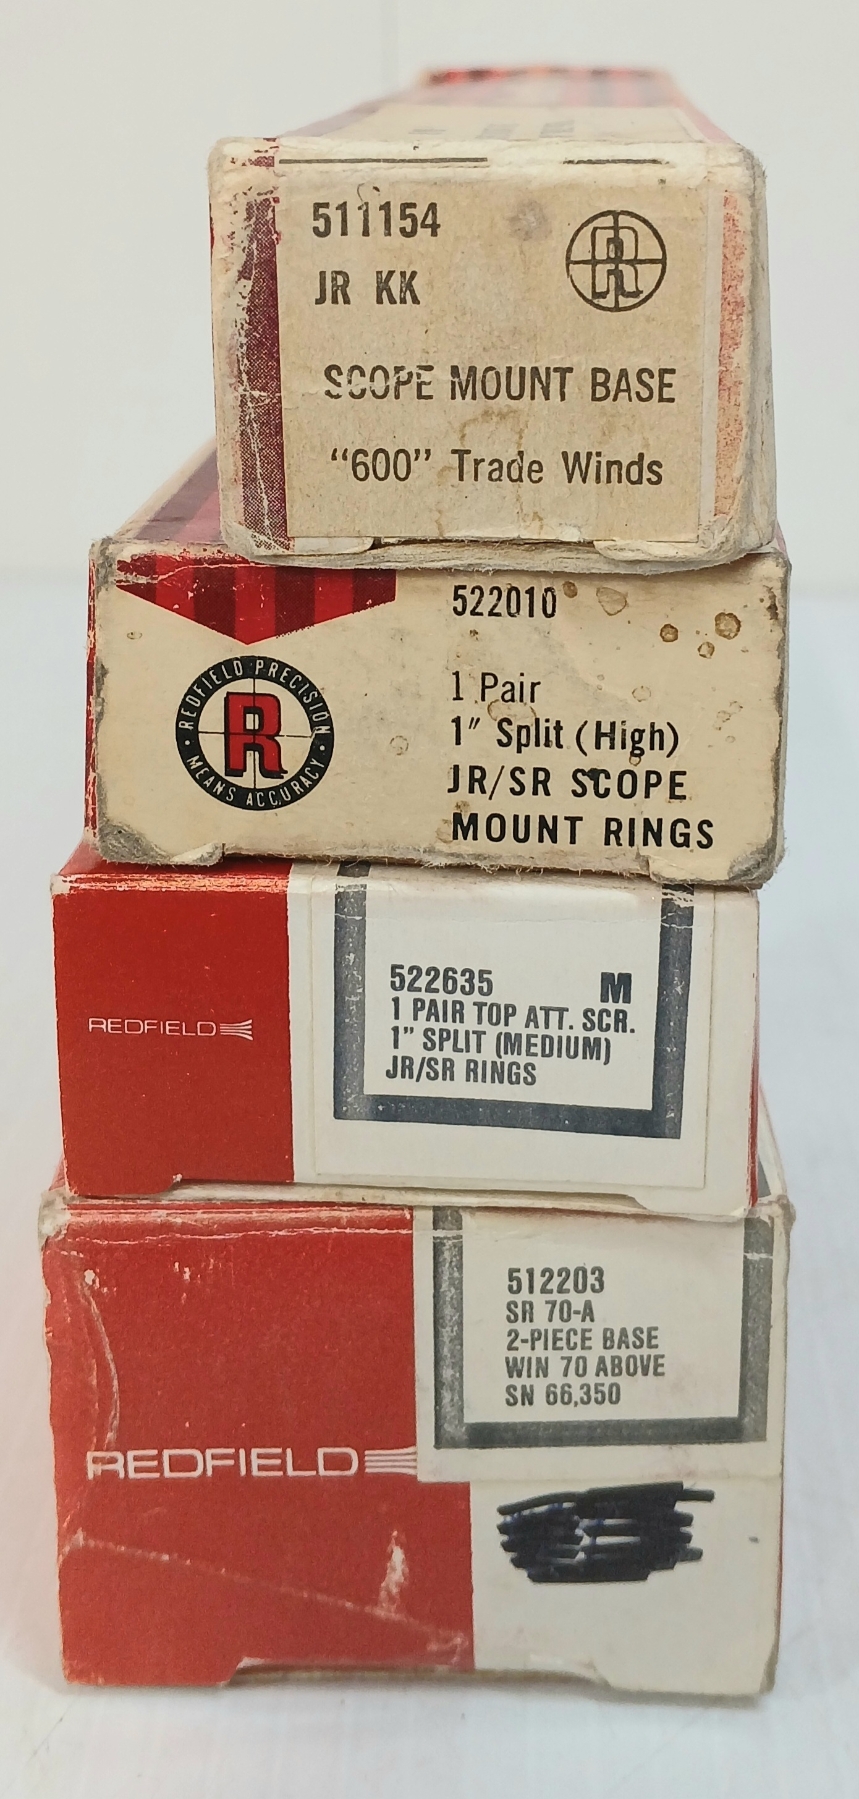 511154
R
JR KK
SCOPE MOUNT BASE
"600" Trade Winds
522010
REDFIELD PRECISION
R
· MEANS ACCURACY ·
1 Pair
1" Split (High)
JR/SR SCOPE
MOUNT RINGS
REDFIELD
522635 M
1 PAIR TOP ATT. SCR.
1" SPLIT (MEDIUM)
JR/SR RINGS
512203
SR 70-A
2-PIECE BASE
WIN 70 ABOVE
SN 66,350
REDFIELD